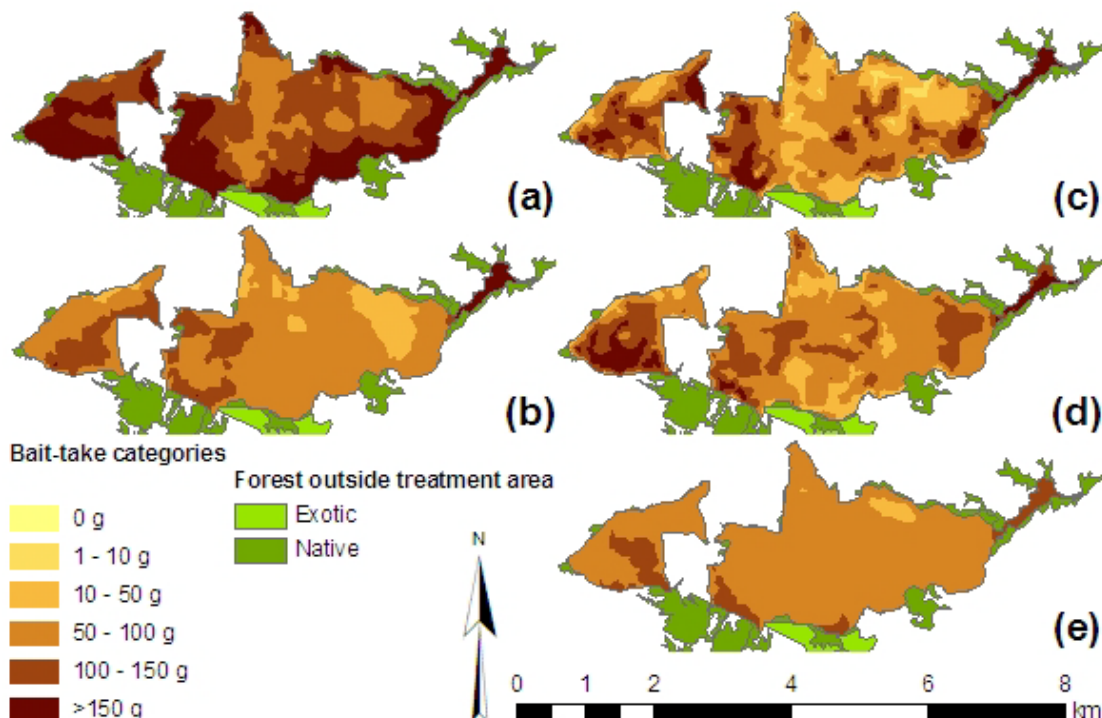 (a)
(c)
(b)
(d)
Bait-take categories
0 g
1 - 10 g
10 - 50 g
50 - 100 g
100 - 150 g
>150 g
Forest outside treatment area
Exotic
Native
N
(e)
0 1 2 4 6 8
km